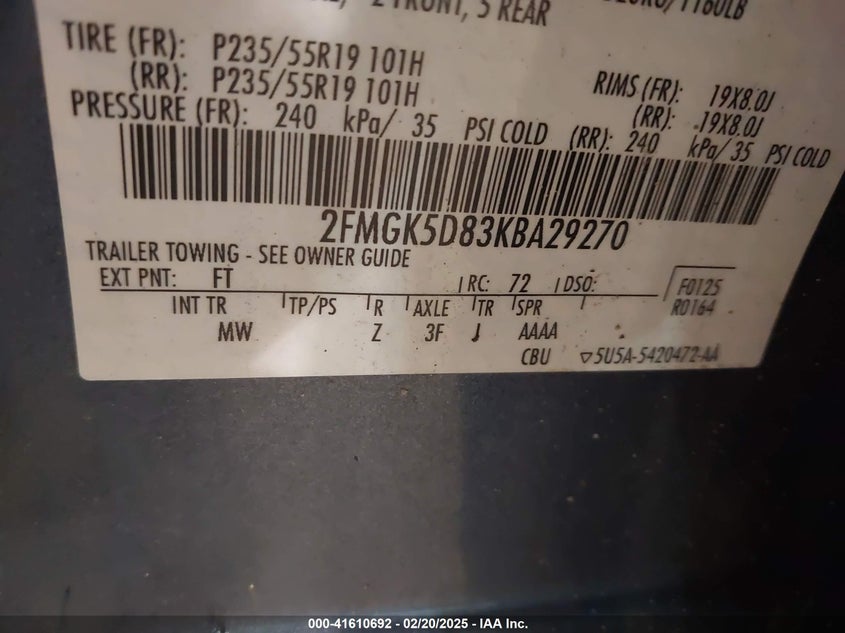 2 FRONT, 5 REAR
TIRE (FR): P235/55R19 101H
(RR): P235/55R19 101H
RIMS (FR): 19X8.0J
(RR): 19X8.0J
PRESSURE (FR): 240 kPa/ 35 PSI COLD (RR): 240 kPa/ 35 PSI COLD
2FMGK5D83KBA29270
TRAILER TOWING - SEE OWNER GUIDE
EXT PNT: FT RC: 72 DSO: F0125
INT TR TP/PS R AXLE TR SPR R0164
MW Z 3F J AAAA
CBU ▽5U5A-5420472-AA
000-41610692 - 02/20/2025 - IAA Inc.